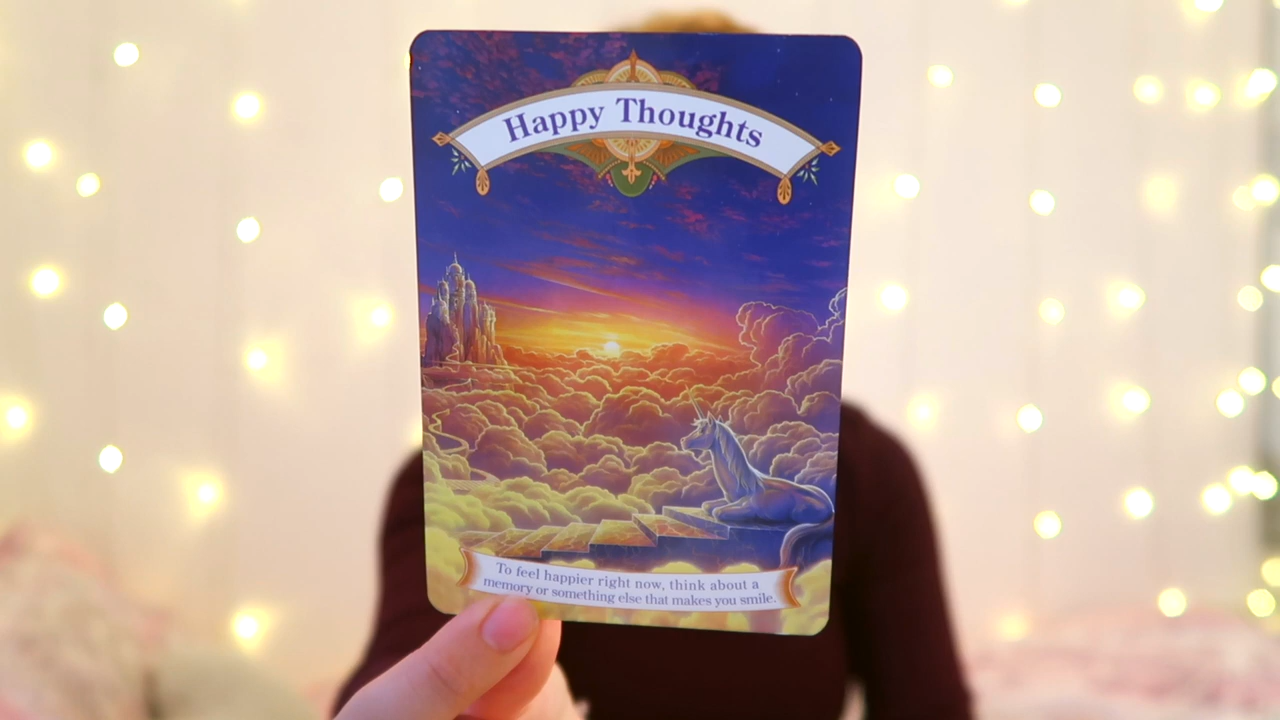 Happy Thoughts
To feel happier right now, think about a
memory or something else that makes you smile.